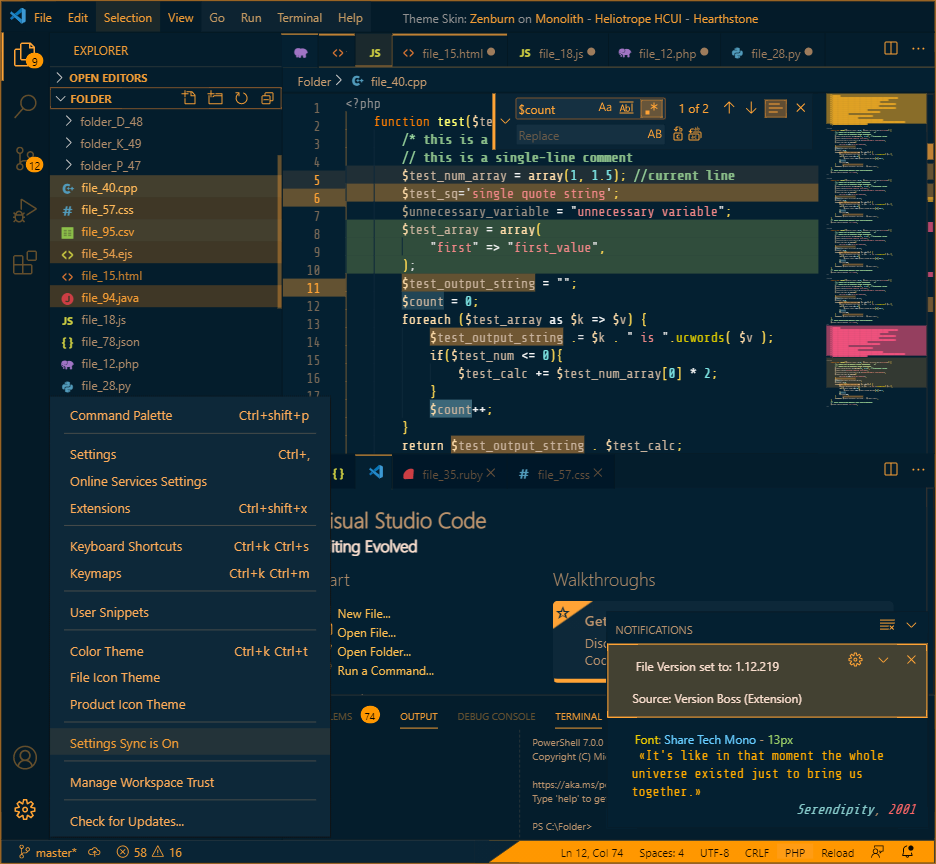 File Edit Selection View Go Run Terminal Help Theme Skin: Zenburn on Monolith - Heliotrope HCUI - Hearthstone
EXPLORER
JS file_15.html JS file_18.js file_12.php file_28.py
9
OPEN EDITORS
Folder > file_40.cpp
FOLDER
folder_D_48
folder_K_49
folder_P_47
12
file_40.cpp
# file_57.css
file_95.csv
file_54.ejs
file_15.html
file_94.java
JS file_18.js
{} file_78.json
file_12.php
file_28.py
$count Aa Abl .* 1 of 2
Replace AB
1 <?php
2 function test($te
3 /* this is a
4 // this is a single-line comment
5 $test_num_array = array(1, 1.5); //current line
6 $test_sq='single quote string';
7 $unnecessary_variable = "unnecessary variable";
8 $test_array = array(
9 "first" => "first_value",
10 );
11 $test_output_string = "";
12 $count = 0;
13 foreach ($test_array as $k => $v) {
14 $test_output_string .= $k . " is ".ucwords( $v );
15 if($test_num <= 0){
16 $test_calc += $test_num_array[0] * 2;
17 }
$count++;
}
return $test_output_string . $test_calc;
Command Palette Ctrl+shift+p
Settings Ctrl+,
Online Services Settings
Extensions Ctrl+shift+x
Keyboard Shortcuts Ctrl+k Ctrl+s
Keymaps Ctrl+k Ctrl+m
User Snippets
Color Theme Ctrl+k Ctrl+t
File Icon Theme
Product Icon Theme
Settings Sync is On
Manage Workspace Trust
Check for Updates...
{} file_35.ruby # file_57.css
isual Studio Code
iting Evolved
art
New File...
Open File...
Open Folder...
Run a Command...
Walkthroughs
Get
Disc
Coc
LEMS 74 OUTPUT DEBUG CONSOLE TERMINAL
PowerShell 7.0.0
Copyright (C) Mi
https://aka.ms/p
Type 'help' to ge
PS C:\Folder>
NOTIFICATIONS
File Version set to: 1.12.219
Source: Version Boss (Extension)
Font: Share Tech Mono - 13px
«It's like in that moment the whole
universe existed just to bring us
together.»
Serendipity, 2001
master* 58 16 Ln 12, Col 74 Spaces: 4 UTF-8 CRLF PHP Reload